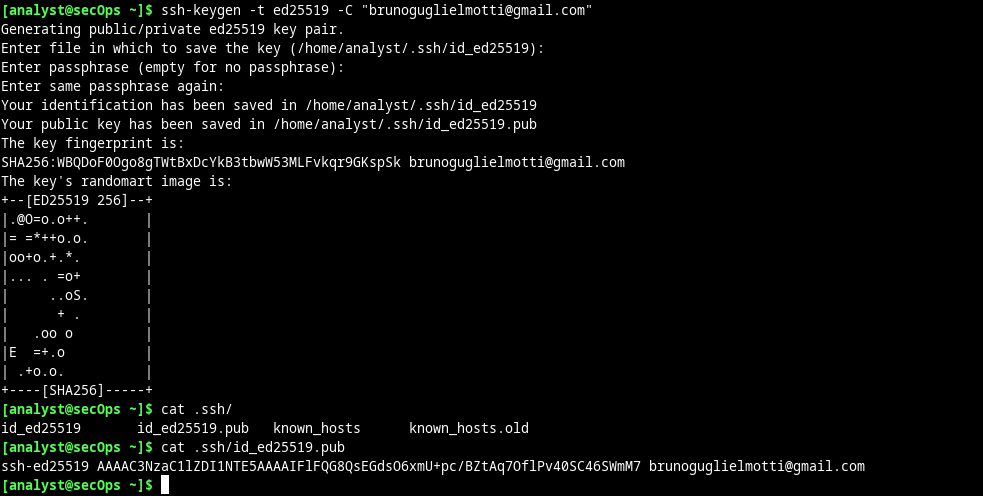 [analyst@secOps ~]$ ssh-keygen -t ed25519 -C "brunoguglielmotti@gmail.com"
Generating public/private ed25519 key pair.
Enter file in which to save the key (/home/analyst/.ssh/id_ed25519):
Enter passphrase (empty for no passphrase):
Enter same passphrase again:
Your identification has been saved in /home/analyst/.ssh/id_ed25519
Your public key has been saved in /home/analyst/.ssh/id_ed25519.pub
The key fingerprint is:
SHA256:WBQDoF0Ogo8gTWtBxDcYkB3tbwW53MLFvkqr9GKspSk brunoguglielmotti@gmail.com
The key's randomart image is:
+--[ED25519 256]--+
|.@O=o.o++.       |
|= =*++o.o.       |
|oo+o.+.*.        |
|... . =o+        |
|     ..oS.       |
|      + .        |
|   .oo o         |
|E  =+.o          |
| .+o.o.          |
+----[SHA256]-----+
[analyst@secOps ~]$ cat .ssh/
id_ed25519       id_ed25519.pub   known_hosts      known_hosts.old
[analyst@secOps ~]$ cat .ssh/id_ed25519.pub
ssh-ed25519 AAAAC3NzaC1lZDI1NTE5AAAAIFlFQG8QsEGdsO6xmU+pc/BZtAq7OflPv40SC46SWmM7 brunoguglielmotti@gmail.com
[analyst@secOps ~]$